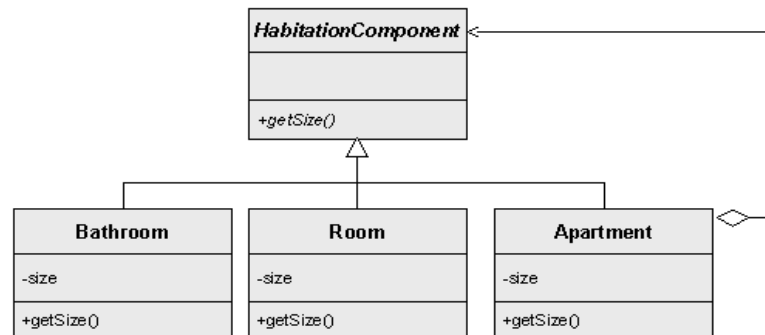 HabitationComponent
+getSize()
Bathroom
-size
+getSize()
Room
-size
+getSize()
Apartment
-size
+getSize()